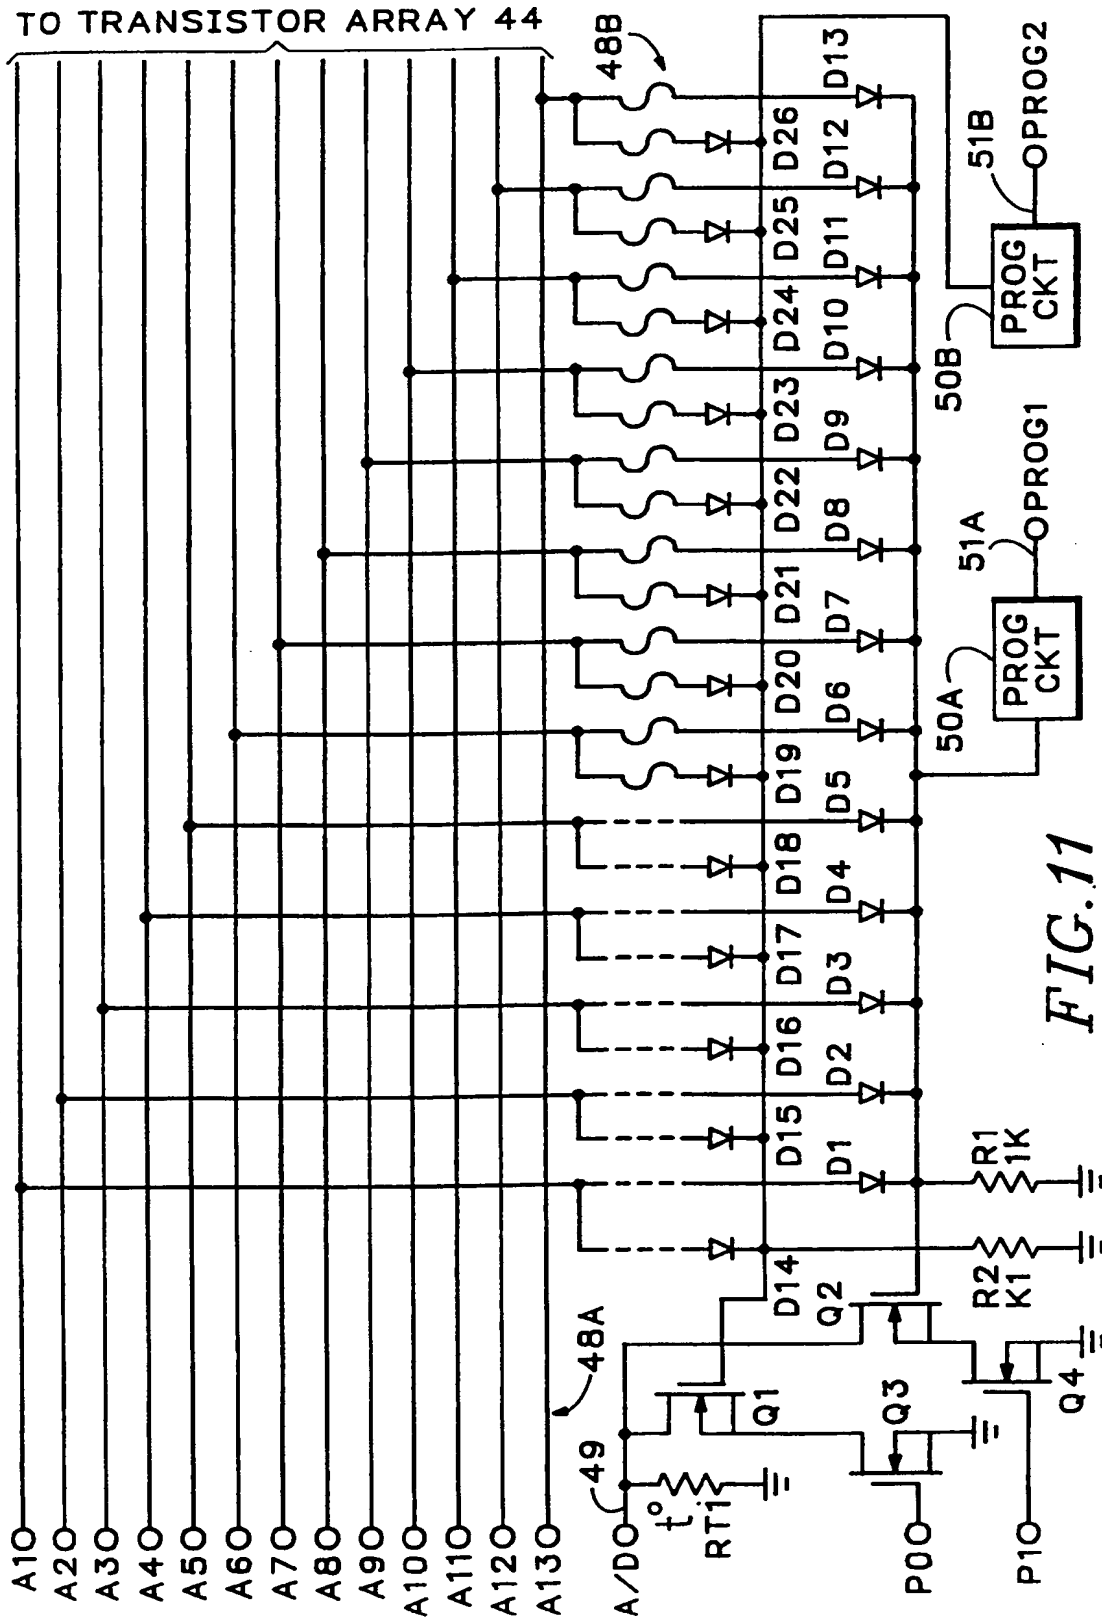 TO TRANSISTOR ARRAY 44
A1
A2
A3
A4
A5
A6
A7
A8
A9
A10
A11
A12
A13
48A
48B
A/D
49
t°
RT1
Q1
Q2
Q3
Q4
P0
P1
D14
D15
D16
D17
D18
D19
D20
D21
D22
D23
D24
D25
D26
D1
D2
D3
D4
D5
D6
D7
D8
D9
D10
D11
D12
D13
R2
K1
R1
1K
50A
PROG
CKT
51A
OPROG1
50B
PROG
CKT
51B
OPROG2
FIG.11